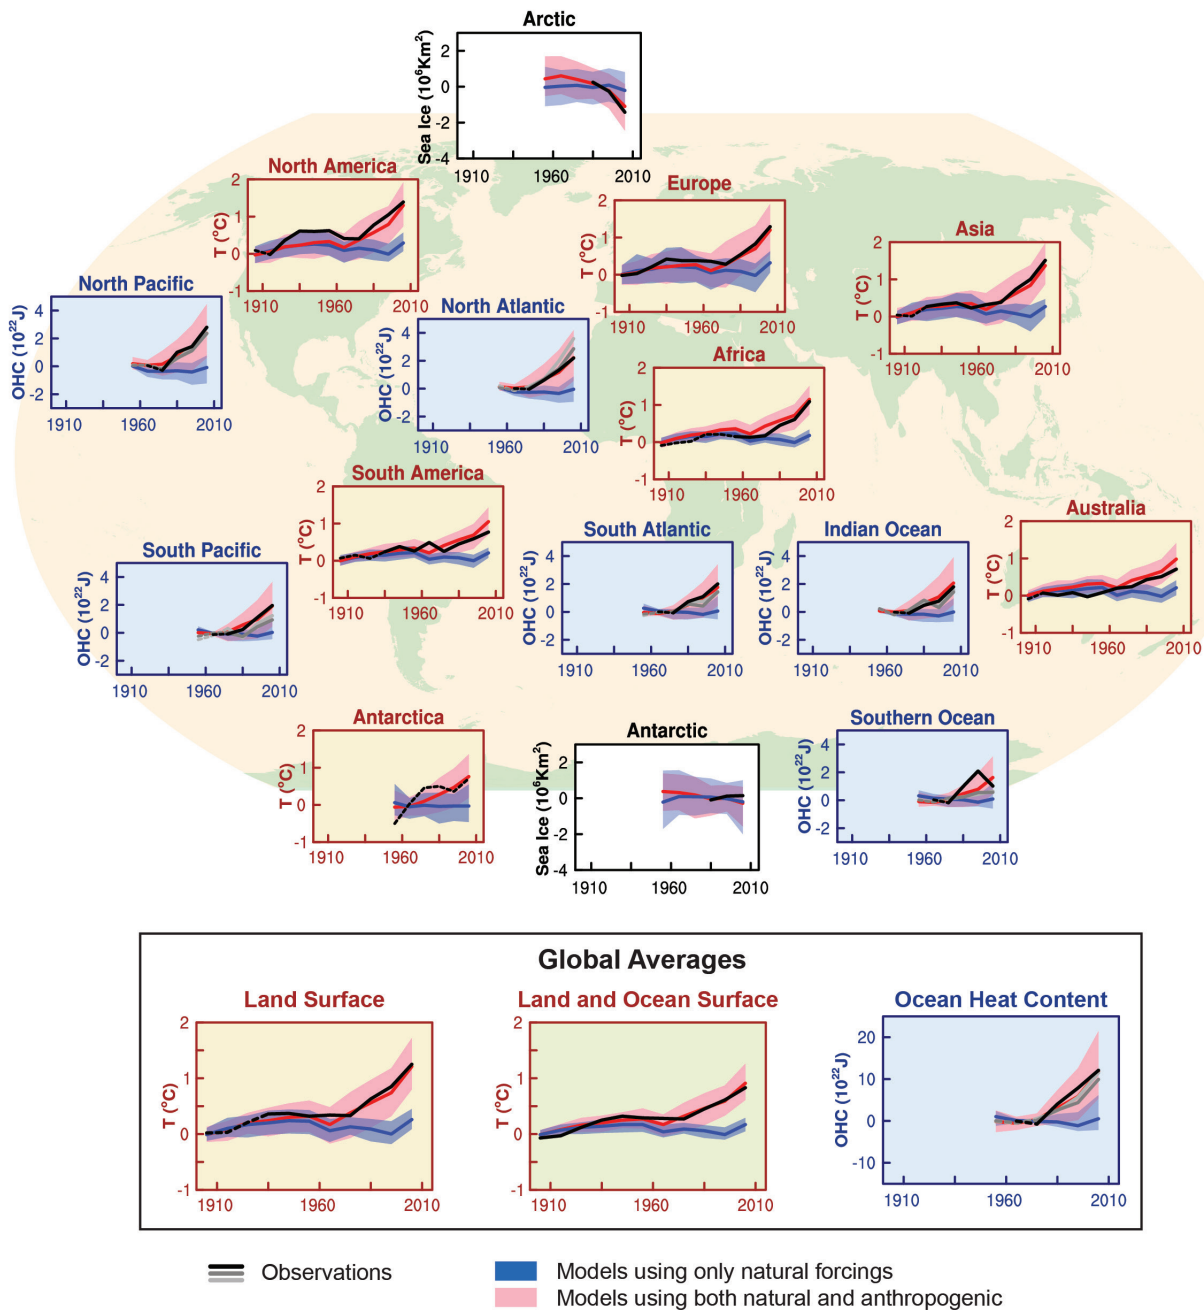 Arctic
Sea Ice (10⁶Km²)
2
0
-2
-4
1910 1960 2010
North America
T (°C)
2
1
0
-1
1910 1960 2010
Europe
T (°C)
2
1
0
-1
1910 1960 2010
Asia
T (°C)
2
1
0
-1
1910 1960 2010
North Pacific
OHC (10²²J)
4
2
0
-2
1910 1960 2010
North Atlantic
OHC (10²²J)
4
2
0
-2
1910 1960 2010
Africa
T (°C)
2
1
0
-1
1910 1960 2010
South America
T (°C)
2
1
0
-1
1910 1960 2010
South Pacific
OHC (10²²J)
4
2
0
-2
1910 1960 2010
South Atlantic
OHC (10²²J)
4
2
0
-2
1910 1960 2010
Indian Ocean
OHC (10²²J)
4
2
0
-2
1910 1960 2010
Australia
T (°C)
2
1
0
-1
1910 1960 2010
Antarctica
T (°C)
2
1
0
-1
1910 1960 2010
Antarctic
Sea Ice (10⁶Km²)
2
0
-2
-4
1910 1960 2010
Southern Ocean
OHC (10²²J)
4
2
0
-2
1910 1960 2010
Global Averages
Land Surface
T (°C)
2
1
0
-1
1910 1960 2010
Land and Ocean Surface
T (°C)
2
1
0
-1
1910 1960 2010
Ocean Heat Content
OHC (10²²J)
20
10
0
-10
1910 1960 2010
Observations
Models using only natural forcings
Models using both natural and anthropogenic